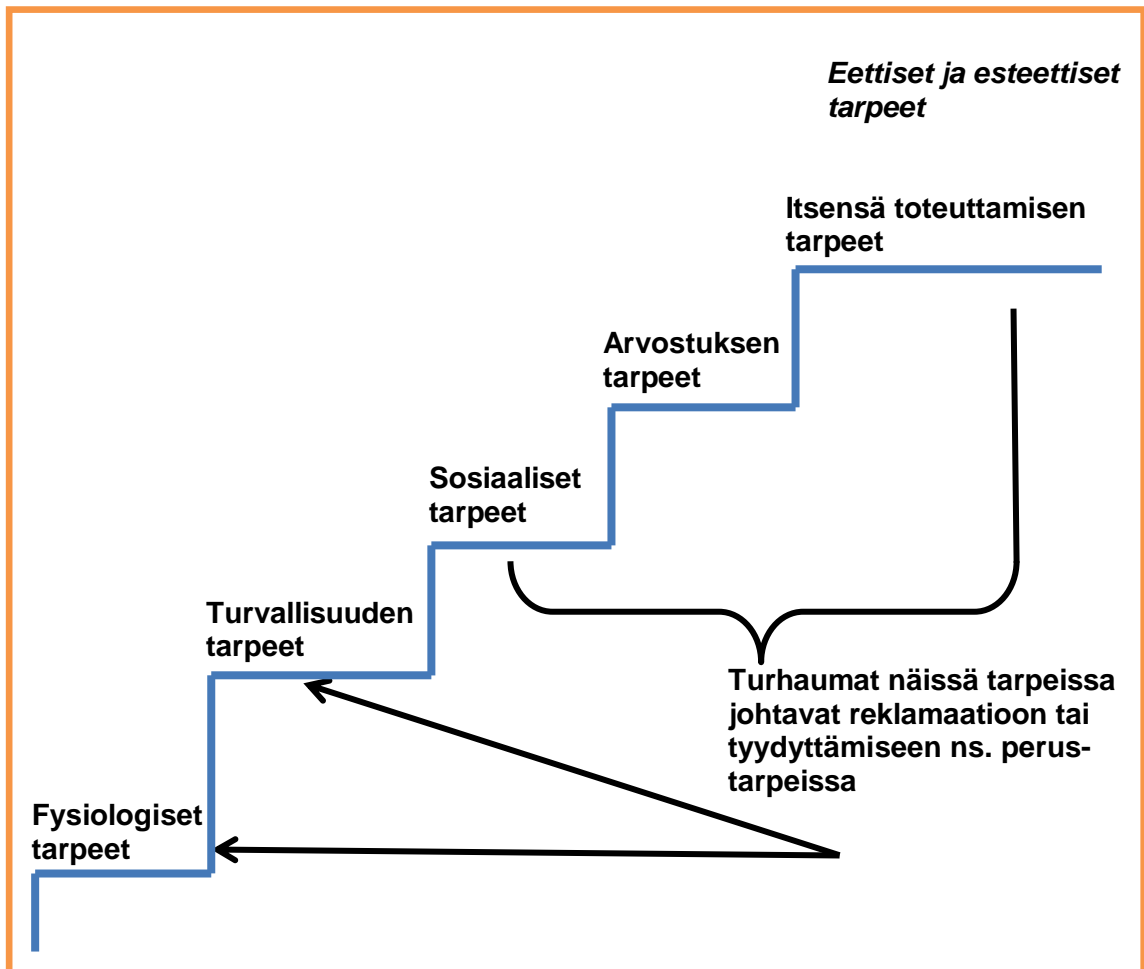 Eettiset ja esteettiset
tarpeet
Itsensä toteuttamisen
tarpeet
Arvostuksen
tarpeet
Sosiaaliset
tarpeet
Turvallisuuden
tarpeet
Turhaumat näissä tarpeissa
johtavat reklamaatioon tai
tyydyttämiseen ns. perus-
tarpeissa
Fysiologiset
tarpeet